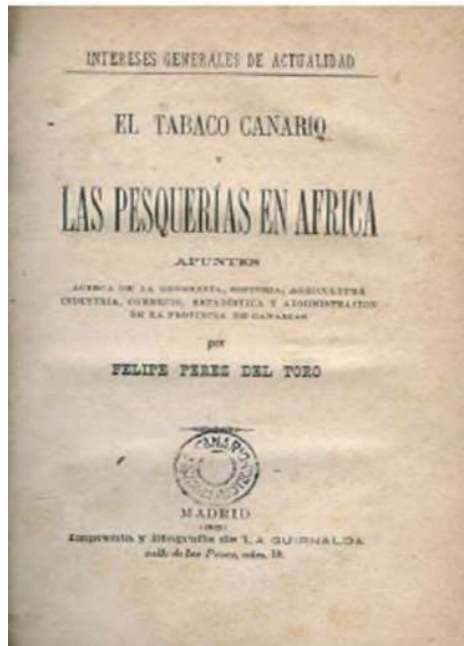 INTERESES GENERALES DE ACTUALIDAD
EL TABACO CANARIO
Y
LAS PESQUERÍAS EN AFRICA
APUNTES
ACERCA DE LA GEOGRAFIA, HISTORIA, AGRICULTURA
INDUSTRIA, COMERCIO, ESTADÍSTICA Y ADMINISTRACION
DE LA PROVINCIA DE CANARIAS
por
FELIPE PEREZ DEL TORO
CANARIO
MADRID
Imprenta y litografía de LA GUIRNALDA
calle de las Pozas, núm. 12.